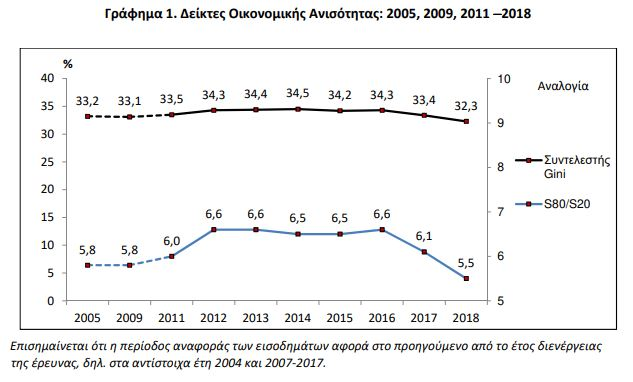 Γράφημα 1. Δείκτες Οικονομικής Ανισότητας: 2005, 2009, 2011 –2018
%
Αναλογία
40
35
30
25
20
15
10
5
0
33,2 33,1 33,5 34,3 34,4 34,5 34,2 34,3 33,4 32,3
5,8 5,8 6,0 6,6 6,6 6,5 6,5 6,6 6,1 5,5
10
9
8
7
6
5
Συντελεστής
Gini
S80/S20
2005 2009 2011 2012 2013 2014 2015 2016 2017 2018
Επισημαίνεται ότι η περίοδος αναφοράς των εισοδημάτων αφορά στο προηγούμενο από το έτος διενέργειας
της έρευνας, δηλ. στα αντίστοιχα έτη 2004 και 2007-2017.